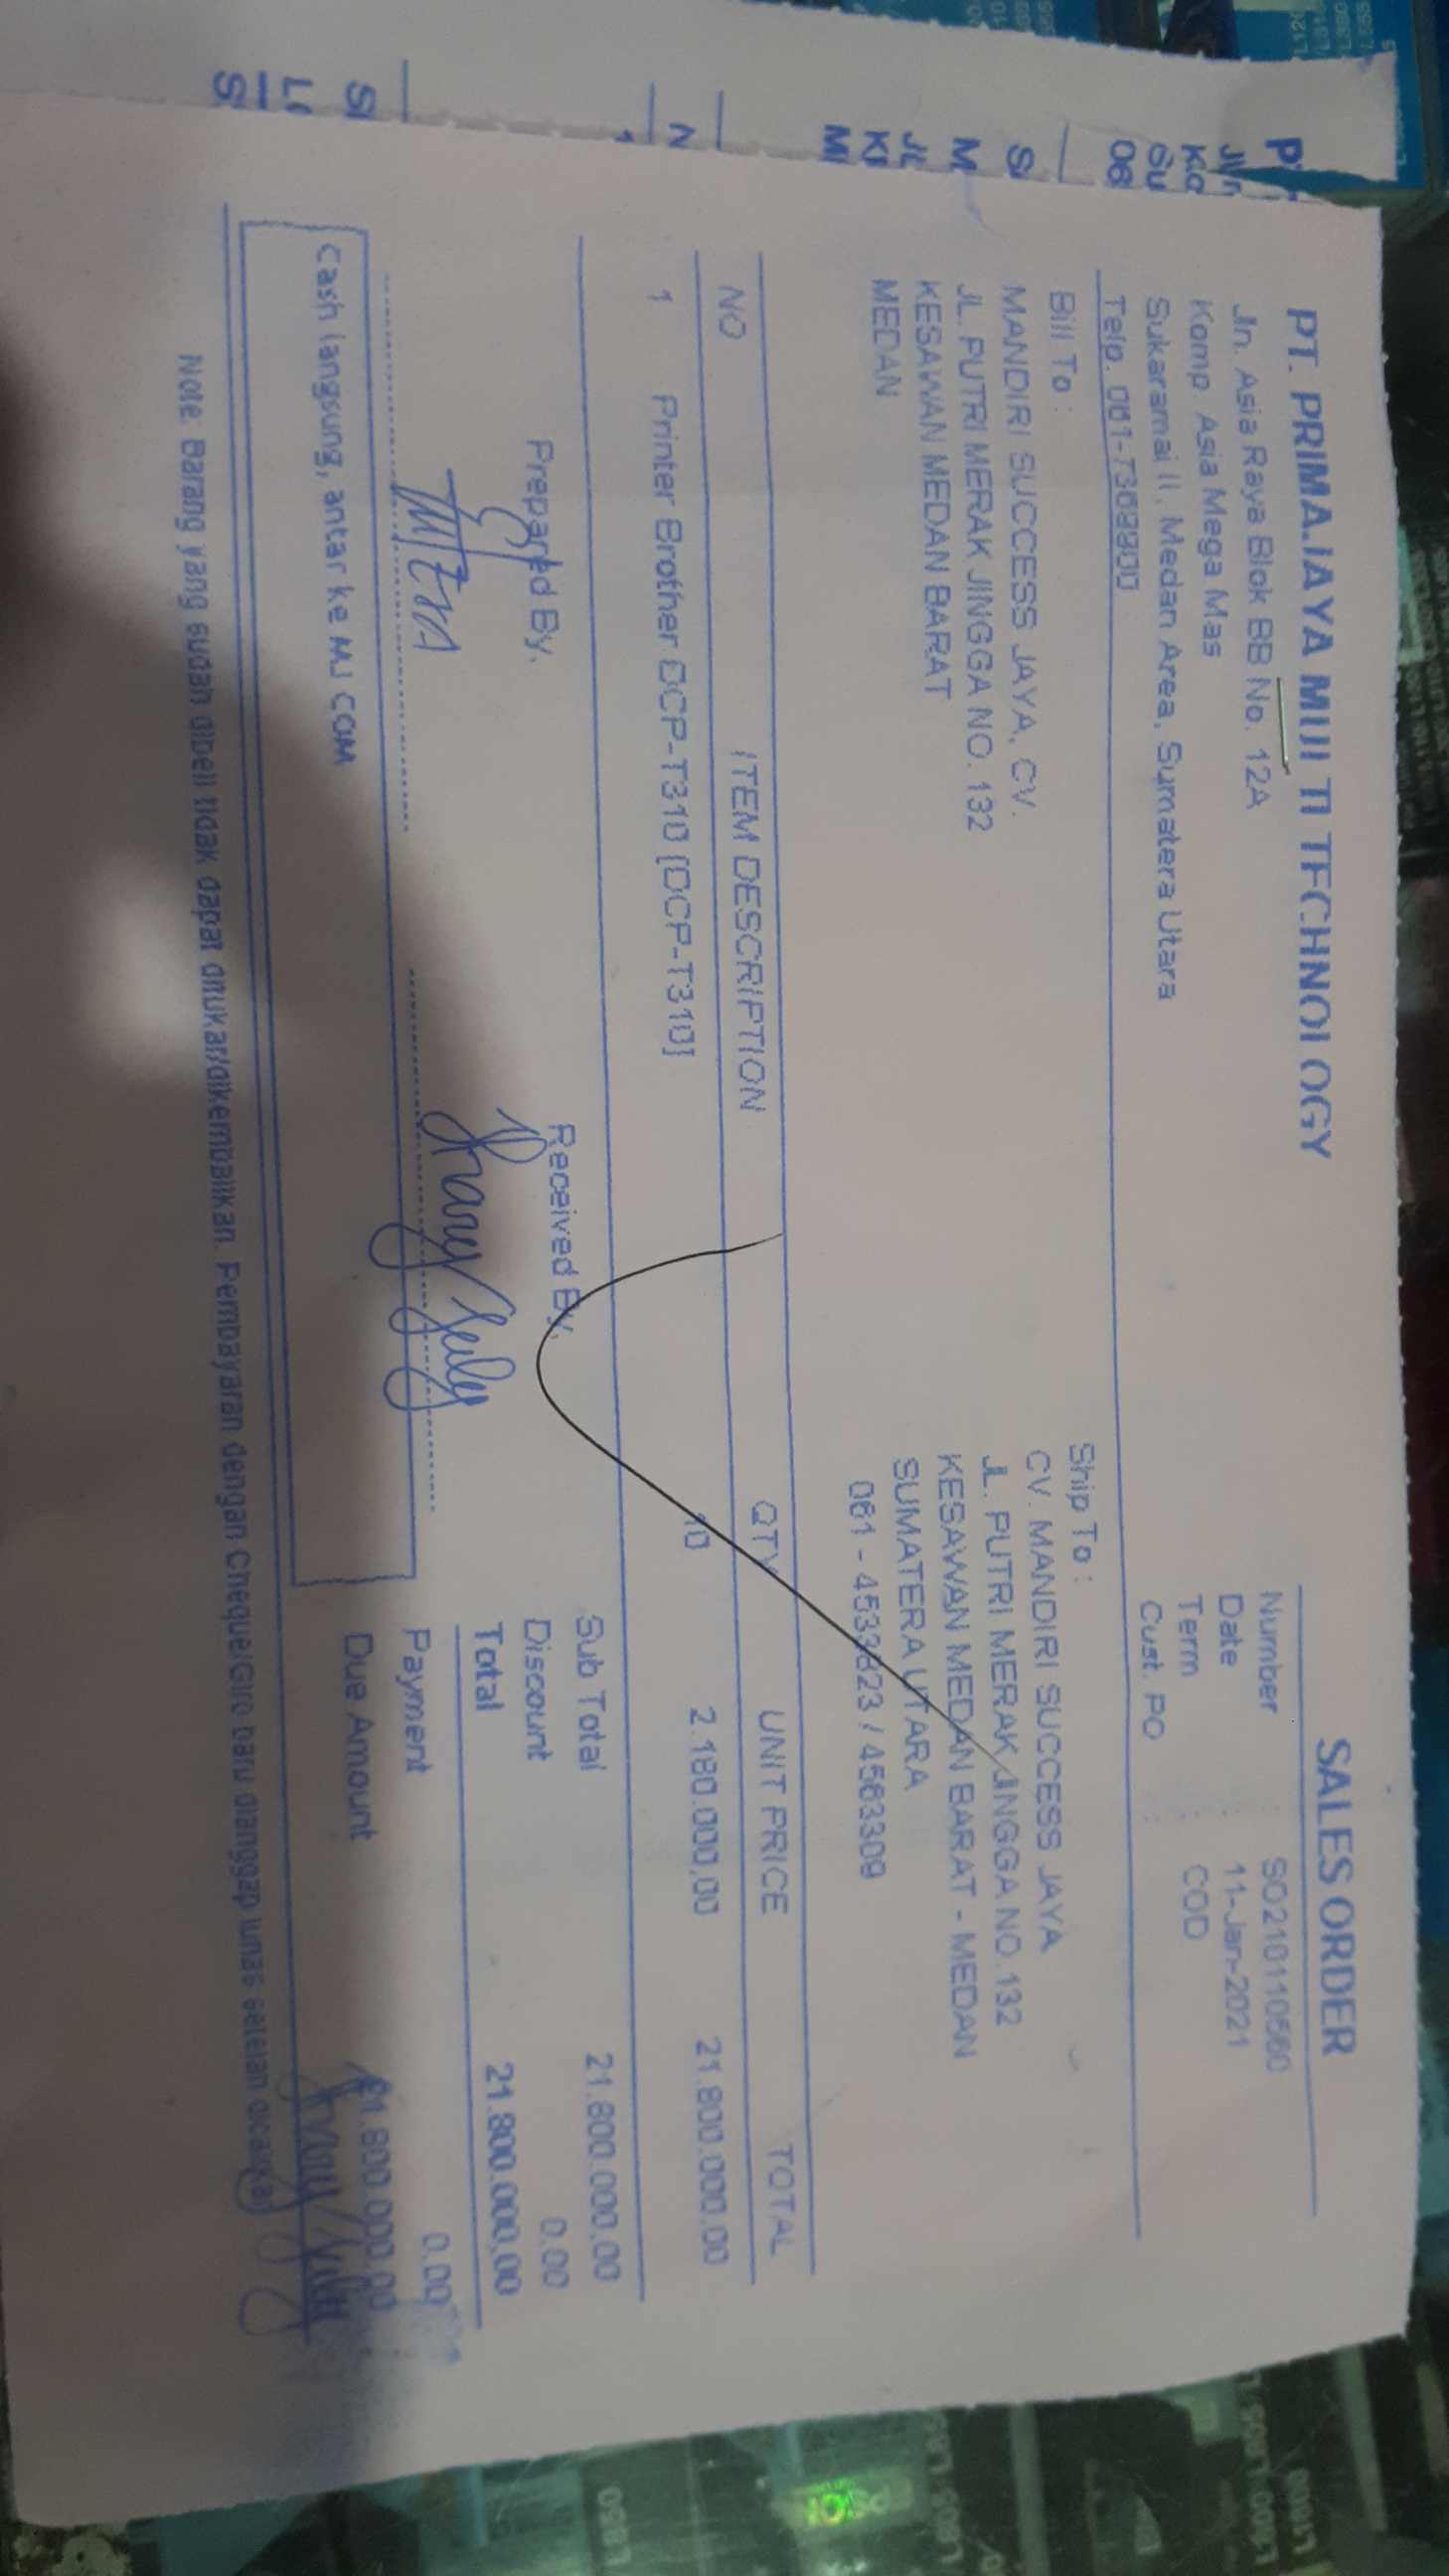 PT. PRIMAJAYA MULTI TECHNOLOGY
Jln. Asia Raya Blok BB No. 12A
Komp. Asia Mega Mas
Sukaramai II, Medan Area, Sumatera Utara
Telp. 061-7369900
SALES ORDER
Number : SO2101110560
Date : 11-Jan-2021
Term : COD
Cust. PO :
Bill To :
MANDIRI SUCCESS JAYA, CV.
JL. PUTRI MERAK JINGGA NO. 132
KESAWAN MEDAN BARAT
MEDAN
Ship To :
CV. MANDIRI SUCCESS JAYA
JL. PUTRI MERAK JINGGA NO.132
KESAWAN MEDAN BARAT - MEDAN
SUMATERA UTARA
061 - 4533823 / 4563309
NO ITEM DESCRIPTION QTY UNIT PRICE TOTAL
1 Printer Brother DCP-T310 [DCP-T310] 10 2.180.000,00 21.800.000,00
Prepared By,
Received By,
Sub Total 21.800.000,00
Discount 0.00
Total 21.800.000,00
Payment 0.00
Due Amount 21.800.000,00
Cash langsung, antar ke MJ COM
Note: Barang yang sudah dibeli tidak dapat ditukar/dikembalikan. Pembayaran dengan Cheque/Giro baru dianggap lunas setelah dicairkan